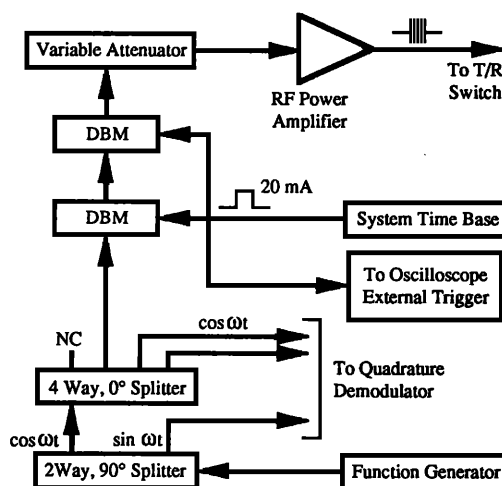 Variable Attenuator
To T/R
Switch
RF Power
Amplifier
DBM
20 mA
DBM
System Time Base
To Oscilloscope
External Trigger
cos ωt
NC
To Quadrature
Demodulator
4 Way, 0° Splitter
cos ωt
sin ωt
2Way, 90° Splitter
Function Generator